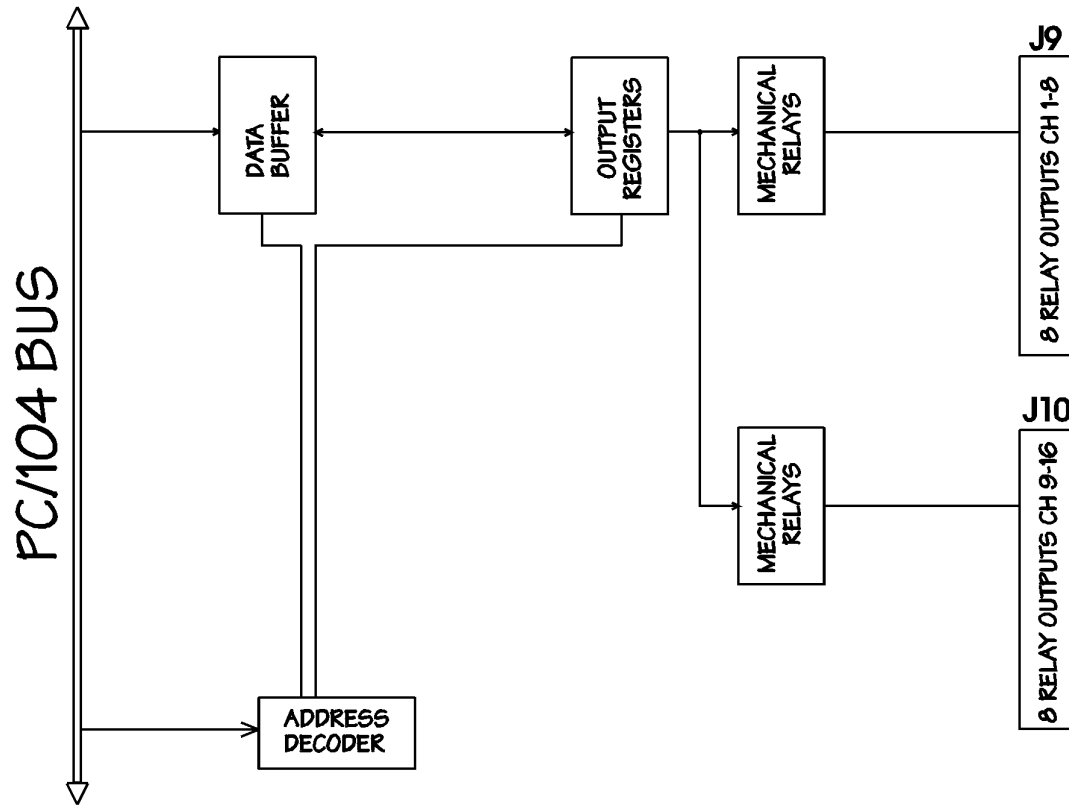 PC/104 BUS
DATA
BUFFER
OUTPUT
REGISTERS
MECHANICAL
RELAYS
J9
8 RELAY OUTPUTS CH 1-8
MECHANICAL
RELAYS
J10
8 RELAY OUTPUTS CH 9-16
ADDRESS
DECODER